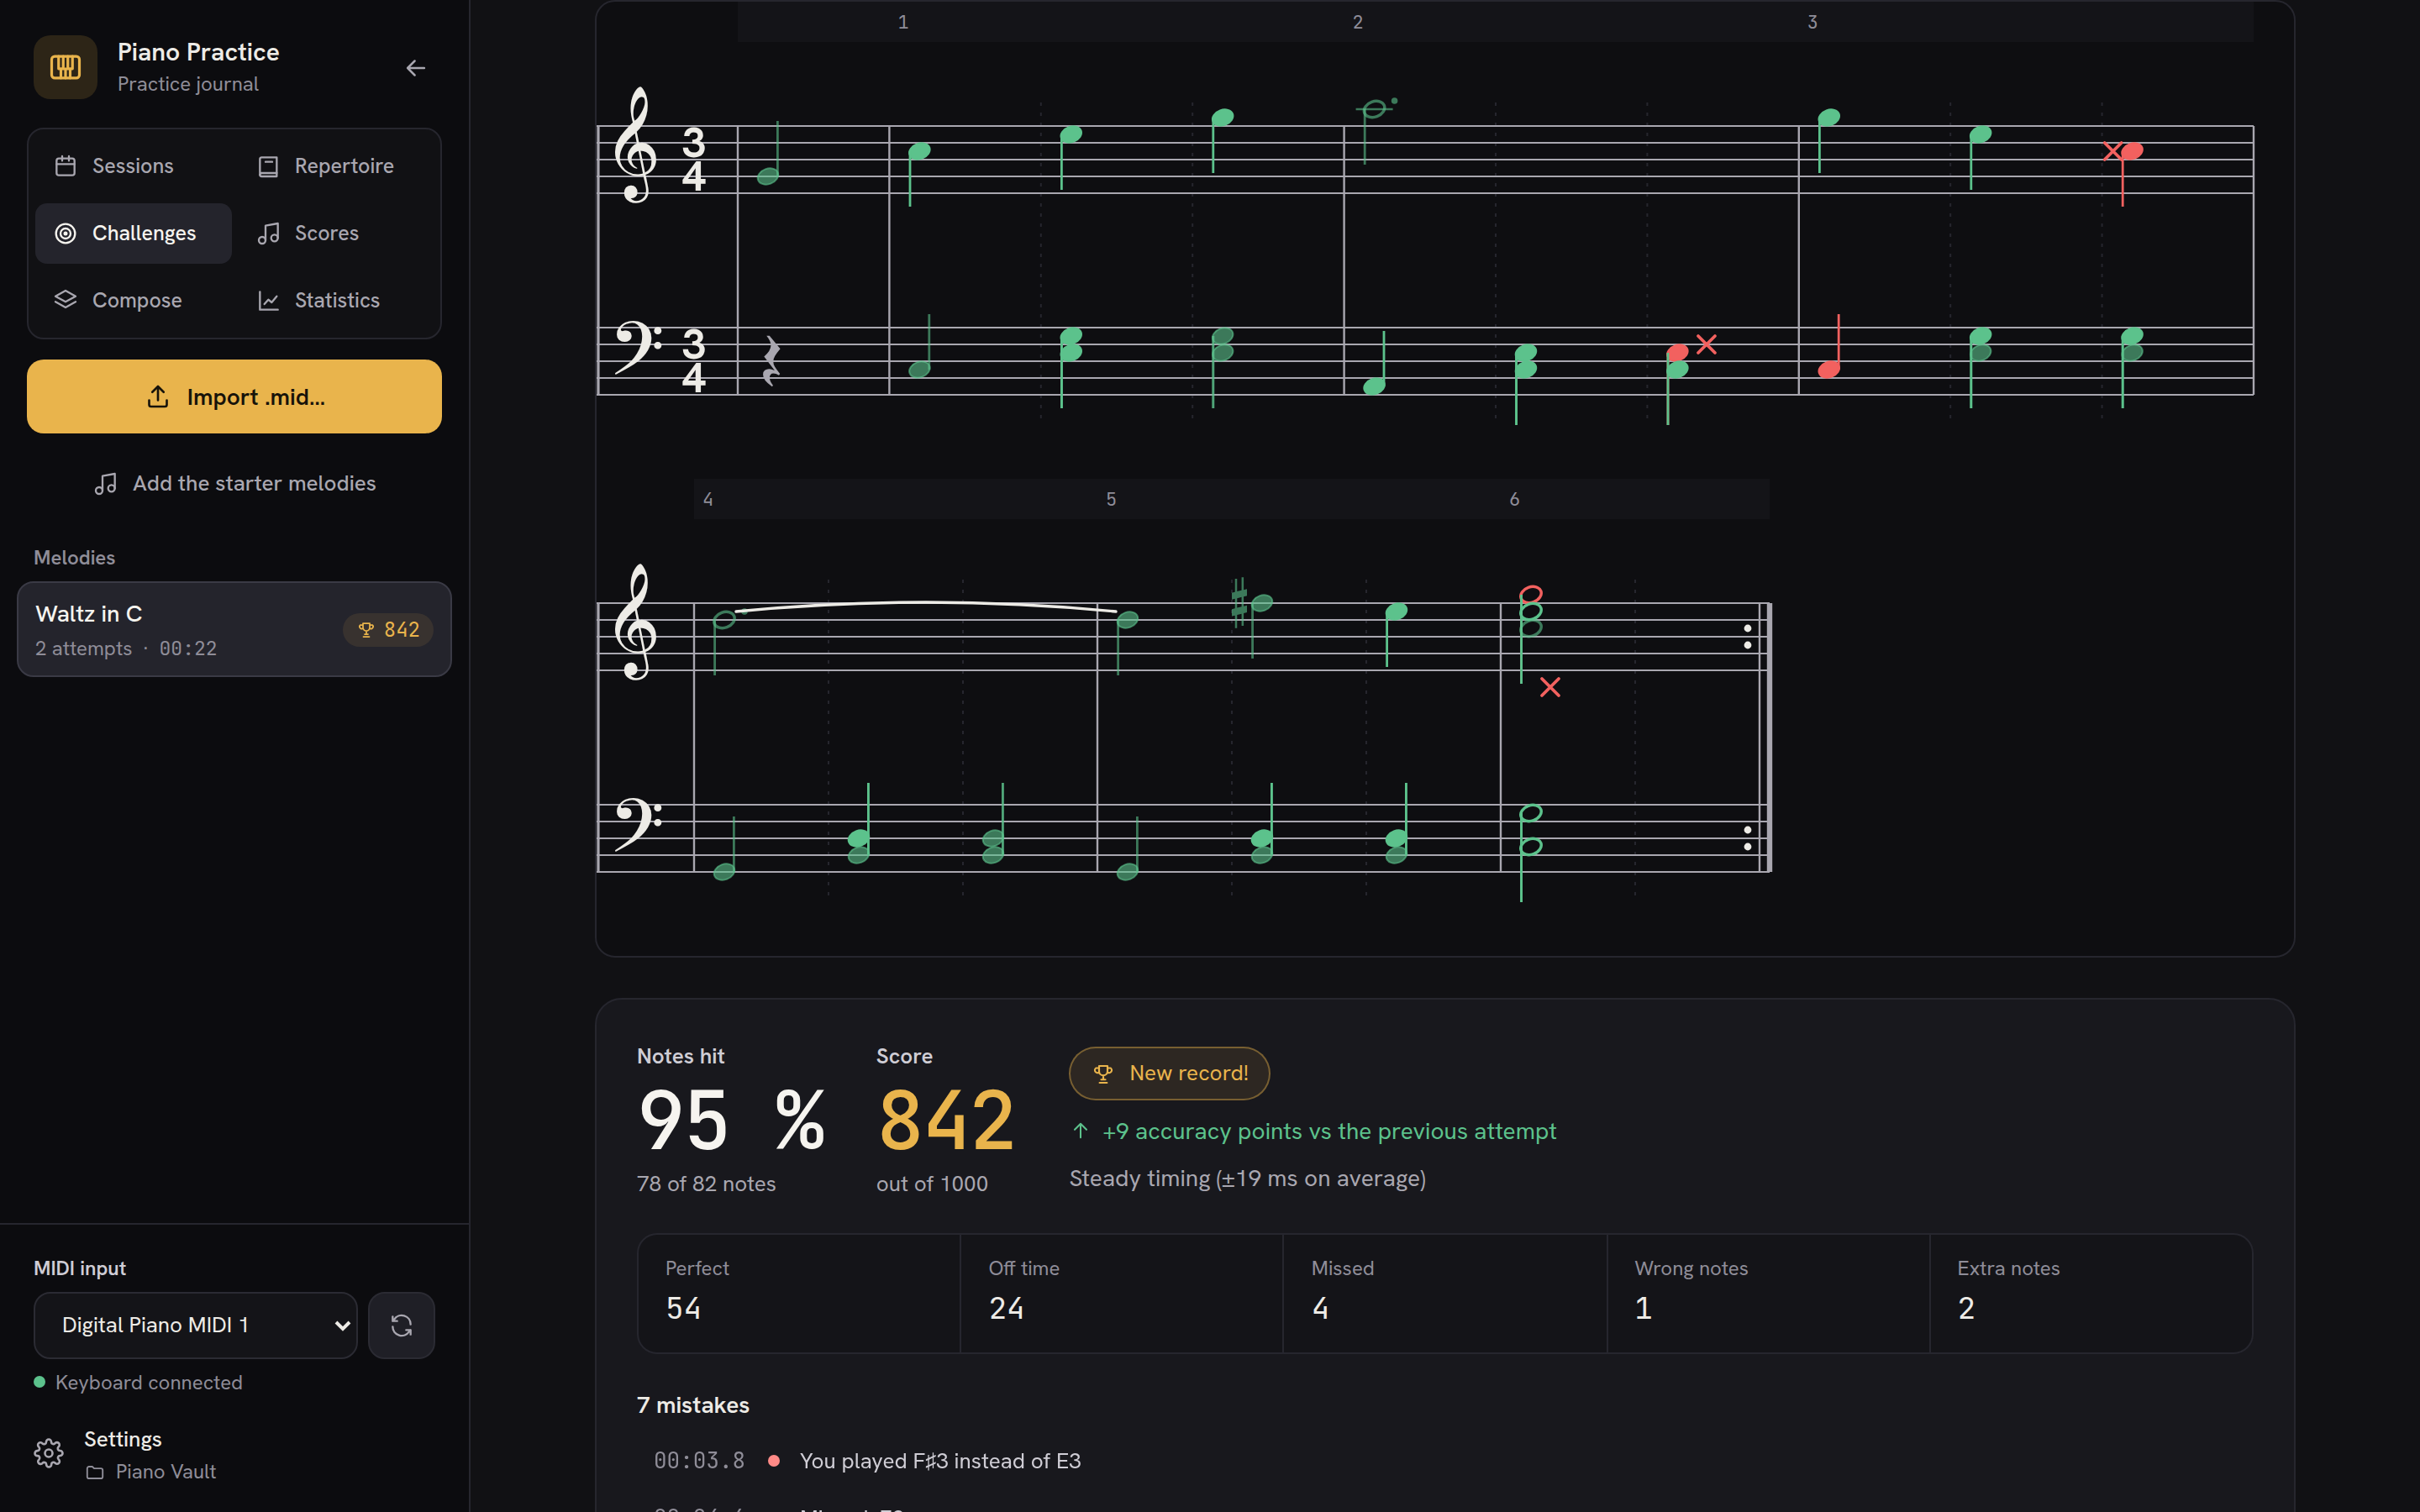 Piano Practice
Practice journal
Sessions
Repertoire
Challenges
Scores
Compose
Statistics
Import .mid...
Add the starter melodies
Melodies
Waltz in C
2 attempts · 00:22
842
MIDI input
Digital Piano MIDI 1
Keyboard connected
Settings
Piano Vault
1 2 3
3
4
3
4
4 5 6
Notes hit
95 %
78 of 82 notes
Score
842
out of 1000
New record!
+9 accuracy points vs the previous attempt
Steady timing (±19 ms on average)
Perfect
54
Off time
24
Missed
4
Wrong notes
1
Extra notes
2
7 mistakes
00:03.8 You played F♯3 instead of E3